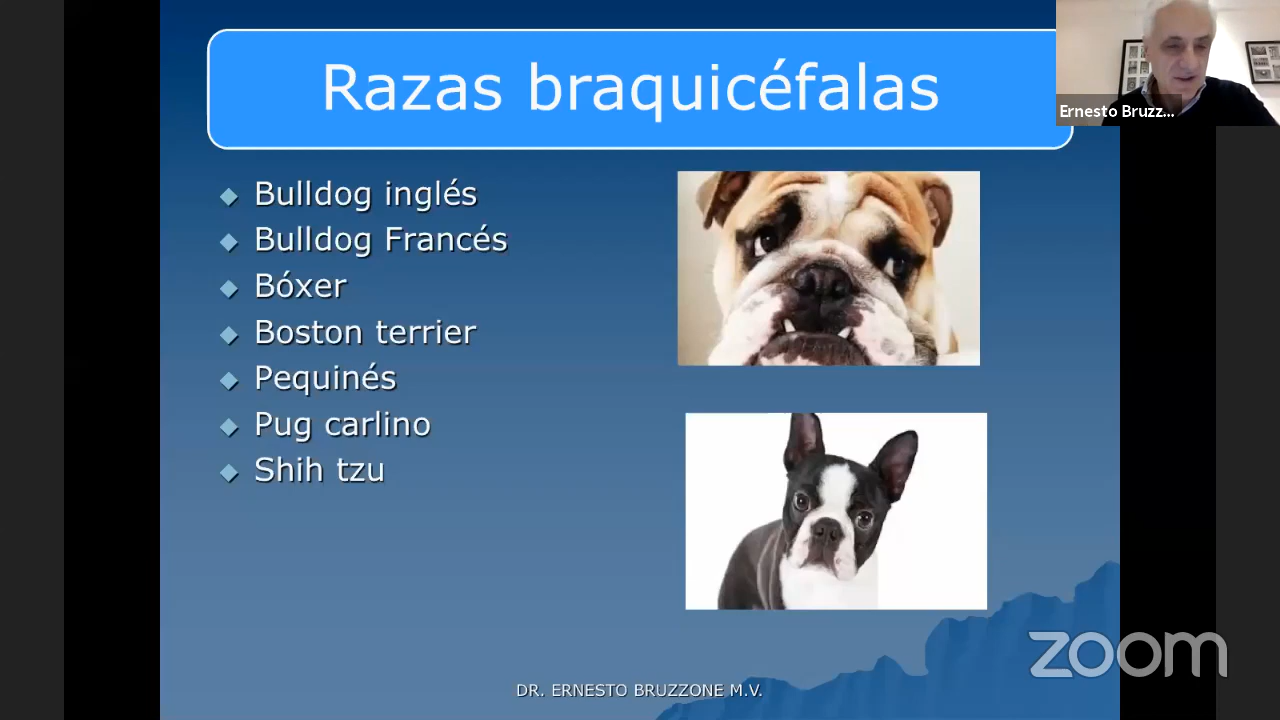 Razas braquicéfalas
Ernesto Bruzz...
Bulldog inglés
Bulldog Francés
Bóxer
Boston terrier
Pequinés
Pug carlino
Shih tzu
zoom
DR. ERNESTO BRUZZONE M.V.